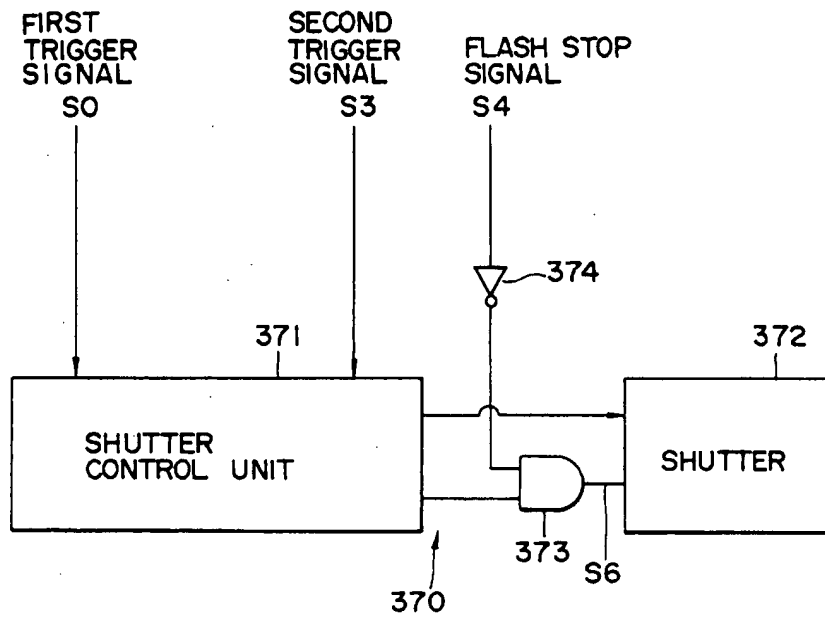 FIRST
TRIGGER
SIGNAL
S0
SECOND
TRIGGER
SIGNAL
S3
FLASH STOP
SIGNAL
S4
374
371
372
SHUTTER
CONTROL UNIT
SHUTTER
373
S6
370